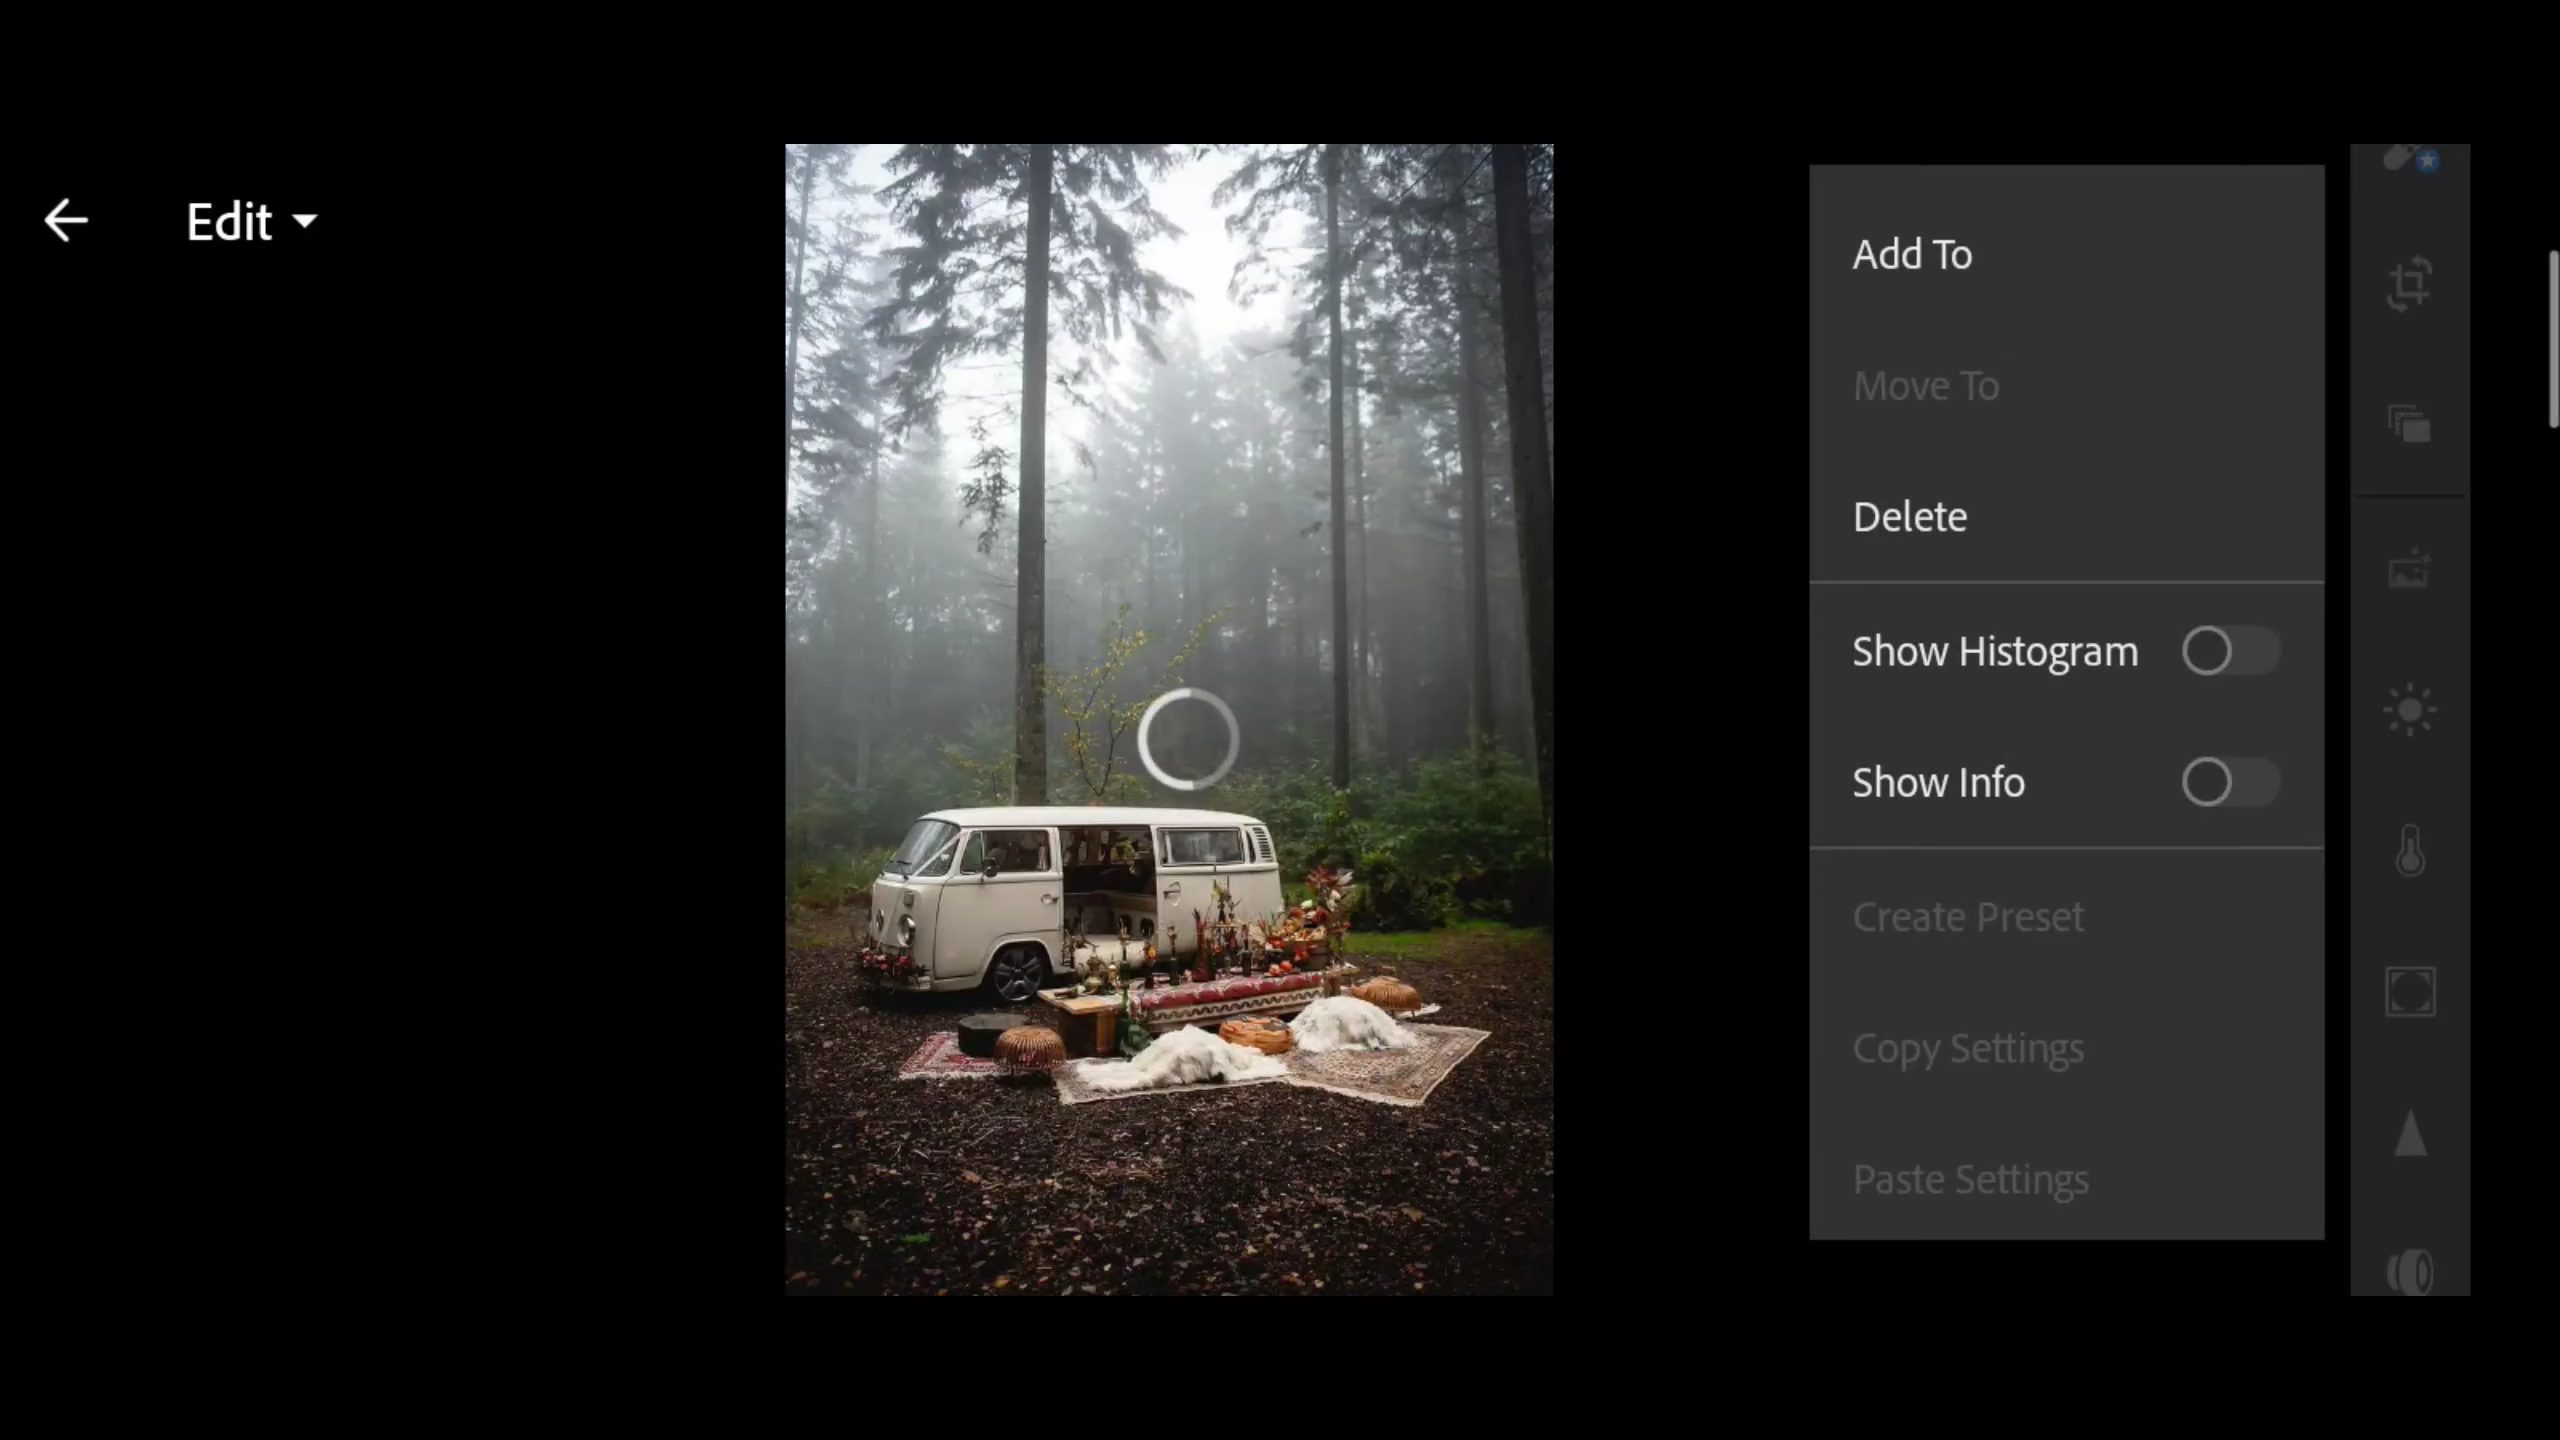 Edit
Add To
Move To
Delete
Show Histogram
Show Info
Create Preset
Copy Settings
Paste Settings